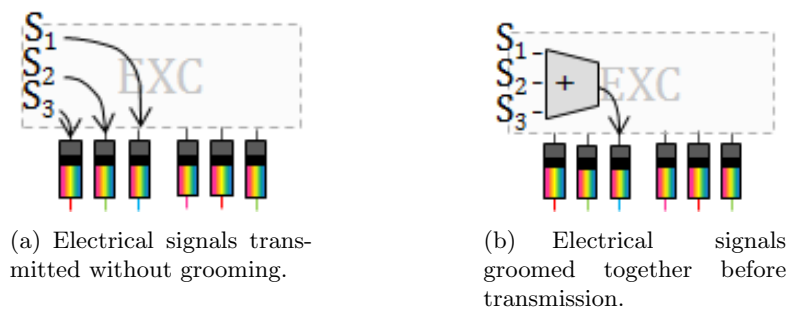 S1
S2
S3
EXC
S1
S2
S3
+
EXC
(a) Electrical signals trans-
mitted without grooming.
(b) Electrical signals
groomed together before
transmission.